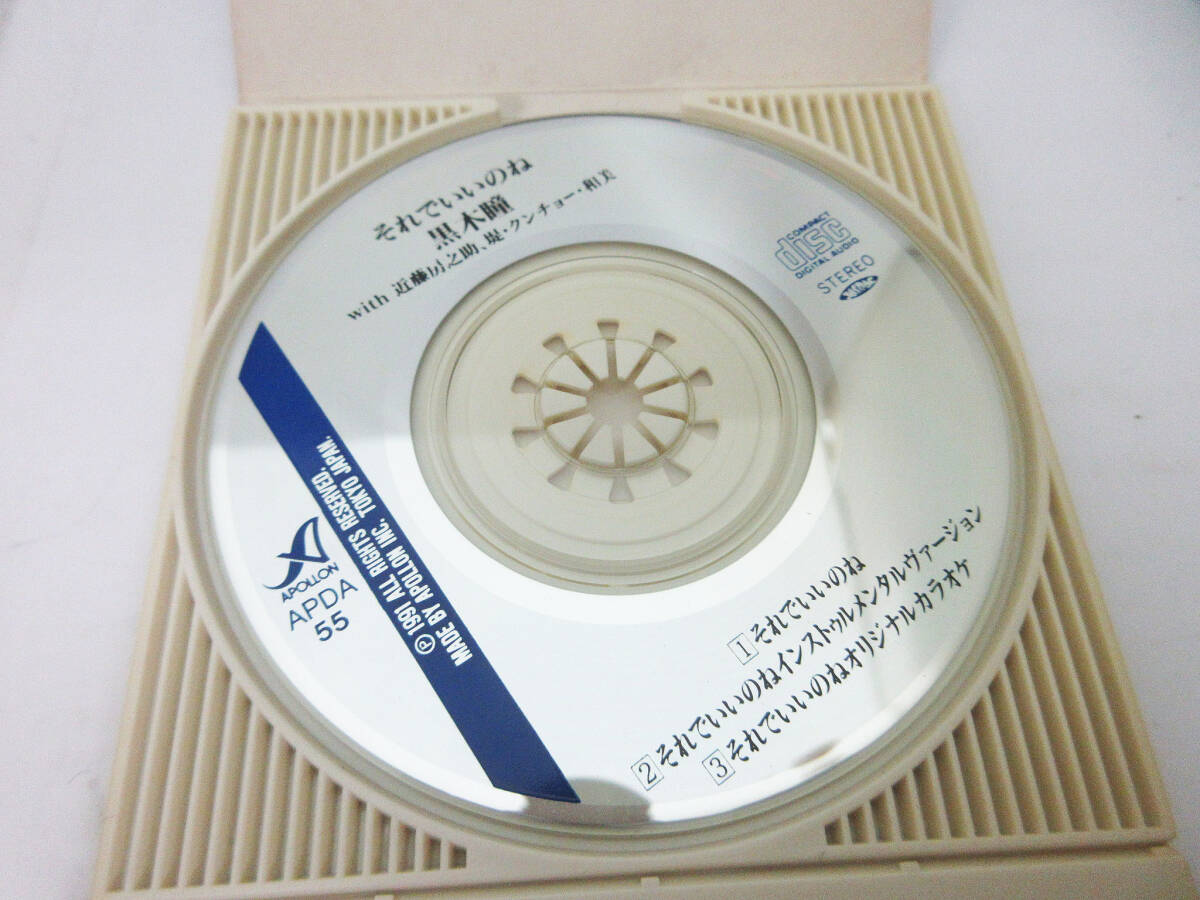 それでいいのね
黒木瞳
with 近藤房之助、堤・クンチョー・和美
COMPACT
disc
DIGITAL AUDIO
STEREO
Ⓟ1991 ALL RIGHTS RESERVED.
MADE BY APOLLON INC. TOKYO JAPAN.
APOLLON
APDA
55
1 それでいいのね
2 それでいいのねインストゥルメンタルヴァージョン
3 それでいいのねオリジナルカラオケ